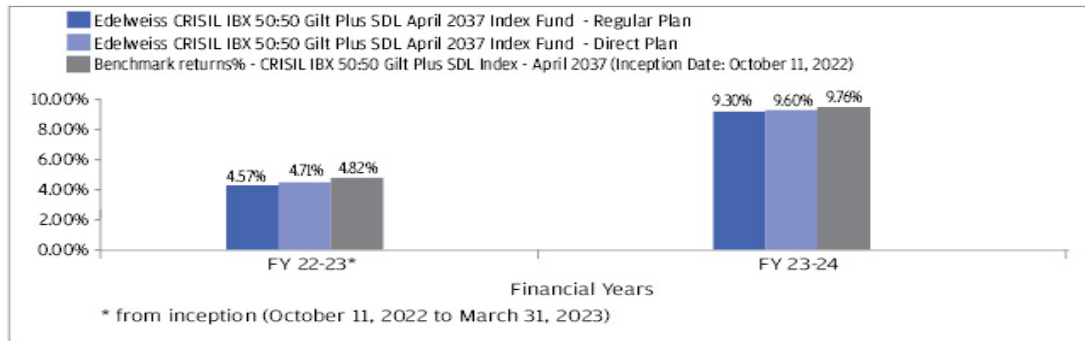 Edelweiss CRISIL IBX 50:50 Gilt Plus SDL April 2037 Index Fund - Regular Plan
Edelweiss CRISIL IBX 50:50 Gilt Plus SDL April 2037 Index Fund - Direct Plan
Benchmark returns% - CRISIL IBX 50:50 Gilt Plus SDL Index - April 2037 (Inception Date: October 11, 2022)
10.00%
8.00%
6.00%
4.00%
2.00%
0.00%
4.57%
4.71%
4.82%
9.30%
9.60%
9.76%
FY 22-23*
FY 23-24
Financial Years
* from inception (October 11, 2022 to March 31, 2023)